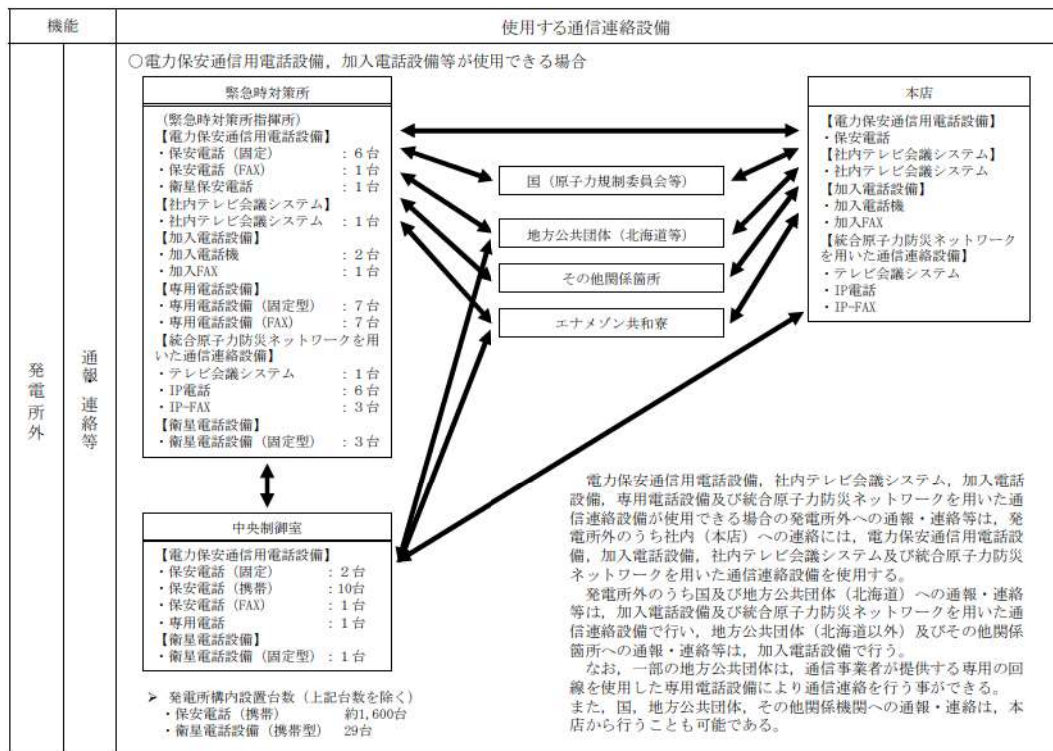 機能
使用する通信連絡設備
発電所外
通報・連絡等
○電力保安通信用電話設備，加入電話設備等が使用できる場合
緊急時対策所
(緊急時対策所指揮所)
【電力保安通信用電話設備】
・保安電話（固定） ：6台
・保安電話（FAX） ：1台
・衛星保安電話 ：1台
【社内テレビ会議システム】
・社内テレビ会議システム ：1台
【加入電話設備】
・加入電話機 ：2台
・加入FAX ：1台
【専用電話設備】
・専用電話設備（固定型） ：7台
・専用電話設備（FAX） ：7台
【統合原子力防災ネットワークを用
いた通信連絡設備】
・テレビ会議システム ：1台
・IP電話 ：6台
・IP-FAX ：3台
【衛星電話設備】
・衛星電話設備（固定型） ：3台
国（原子力規制委員会等）
地方公共団体（北海道等）
その他関係箇所
エナメゾン共和寮
本店
【電力保安通信用電話設備】
・保安電話
【社内テレビ会議システム】
・社内テレビ会議システム
【加入電話設備】
・加入電話機
・加入FAX
【統合原子力防災ネットワーク
を用いた通信連絡設備】
・テレビ会議システム
・IP電話
・IP-FAX
中央制御室
【電力保安通信用電話設備】
・保安電話（固定） ：2台
・保安電話（携帯） ：10台
・保安電話（FAX） ：1台
・専用電話 ：1台
【衛星電話設備】
・衛星電話設備（固定型）：1台
➤ 発電所構内設置台数（上記台数を除く）
・保安電話（携帯） 約1,600台
・衛星電話設備（携帯型） 29台
電力保安通信用電話設備，社内テレビ会議システム，加入電話
設備，専用電話設備及び統合原子力防災ネットワークを用いた通
信連絡設備が使用できる場合の発電所外への通報・連絡等は，発
電所外のうち社内（本店）への連絡には，電力保安通信用電話設
備，加入電話設備，社内テレビ会議システム及び統合原子力防災
ネットワークを用いた通信連絡設備を使用する。
発電所外のうち国及び地方公共団体（北海道）への通報・連絡
等は，加入電話設備及び統合原子力防災ネットワークを用いた通
信連絡設備で行い，地方公共団体（北海道以外）及びその他関係
箇所への通報・連絡等は，加入電話設備で行う。
なお，一部の地方公共団体は，通信事業者が提供する専用の回
線を使用した専用電話設備により通信連絡を行う事ができる。
また，国，地方公共団体，その他関係機関への通報・連絡は，本
店から行うことも可能である。